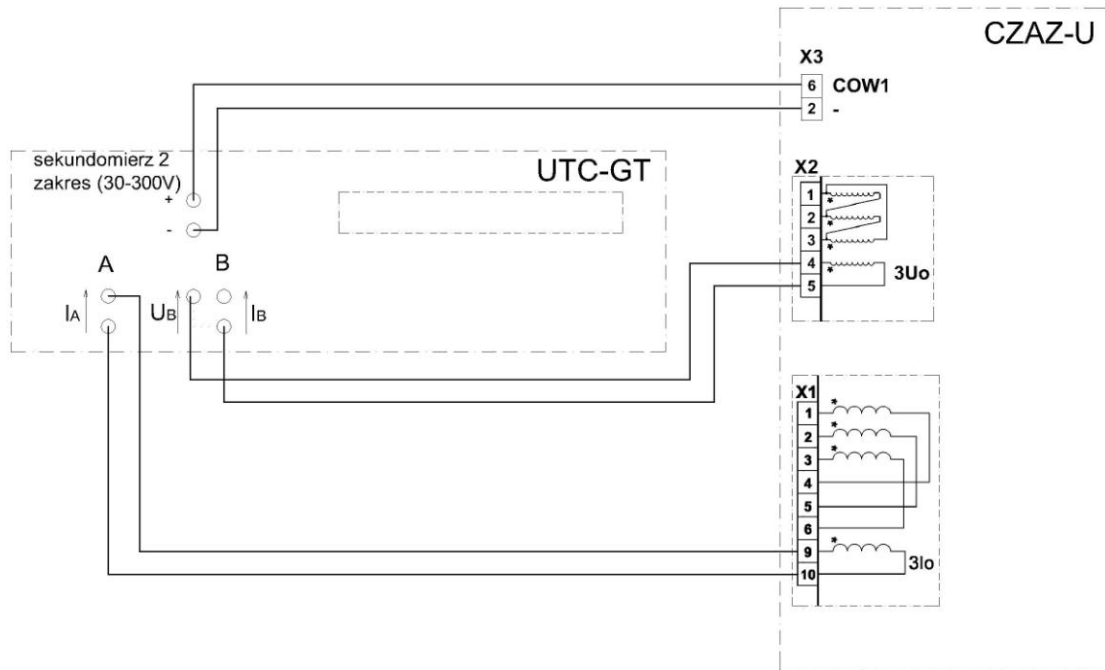 CZAZ-U
X3
6 COW1
2 -
sekundomierz 2
zakres (30-300V)
UTC-GT
+
-
A B
IA UB IB
X2
1 *
2 *
3 *
4 *
5
3Uo
X1
1 *
2 *
3 *
4
5
6
9 *
10
3Io